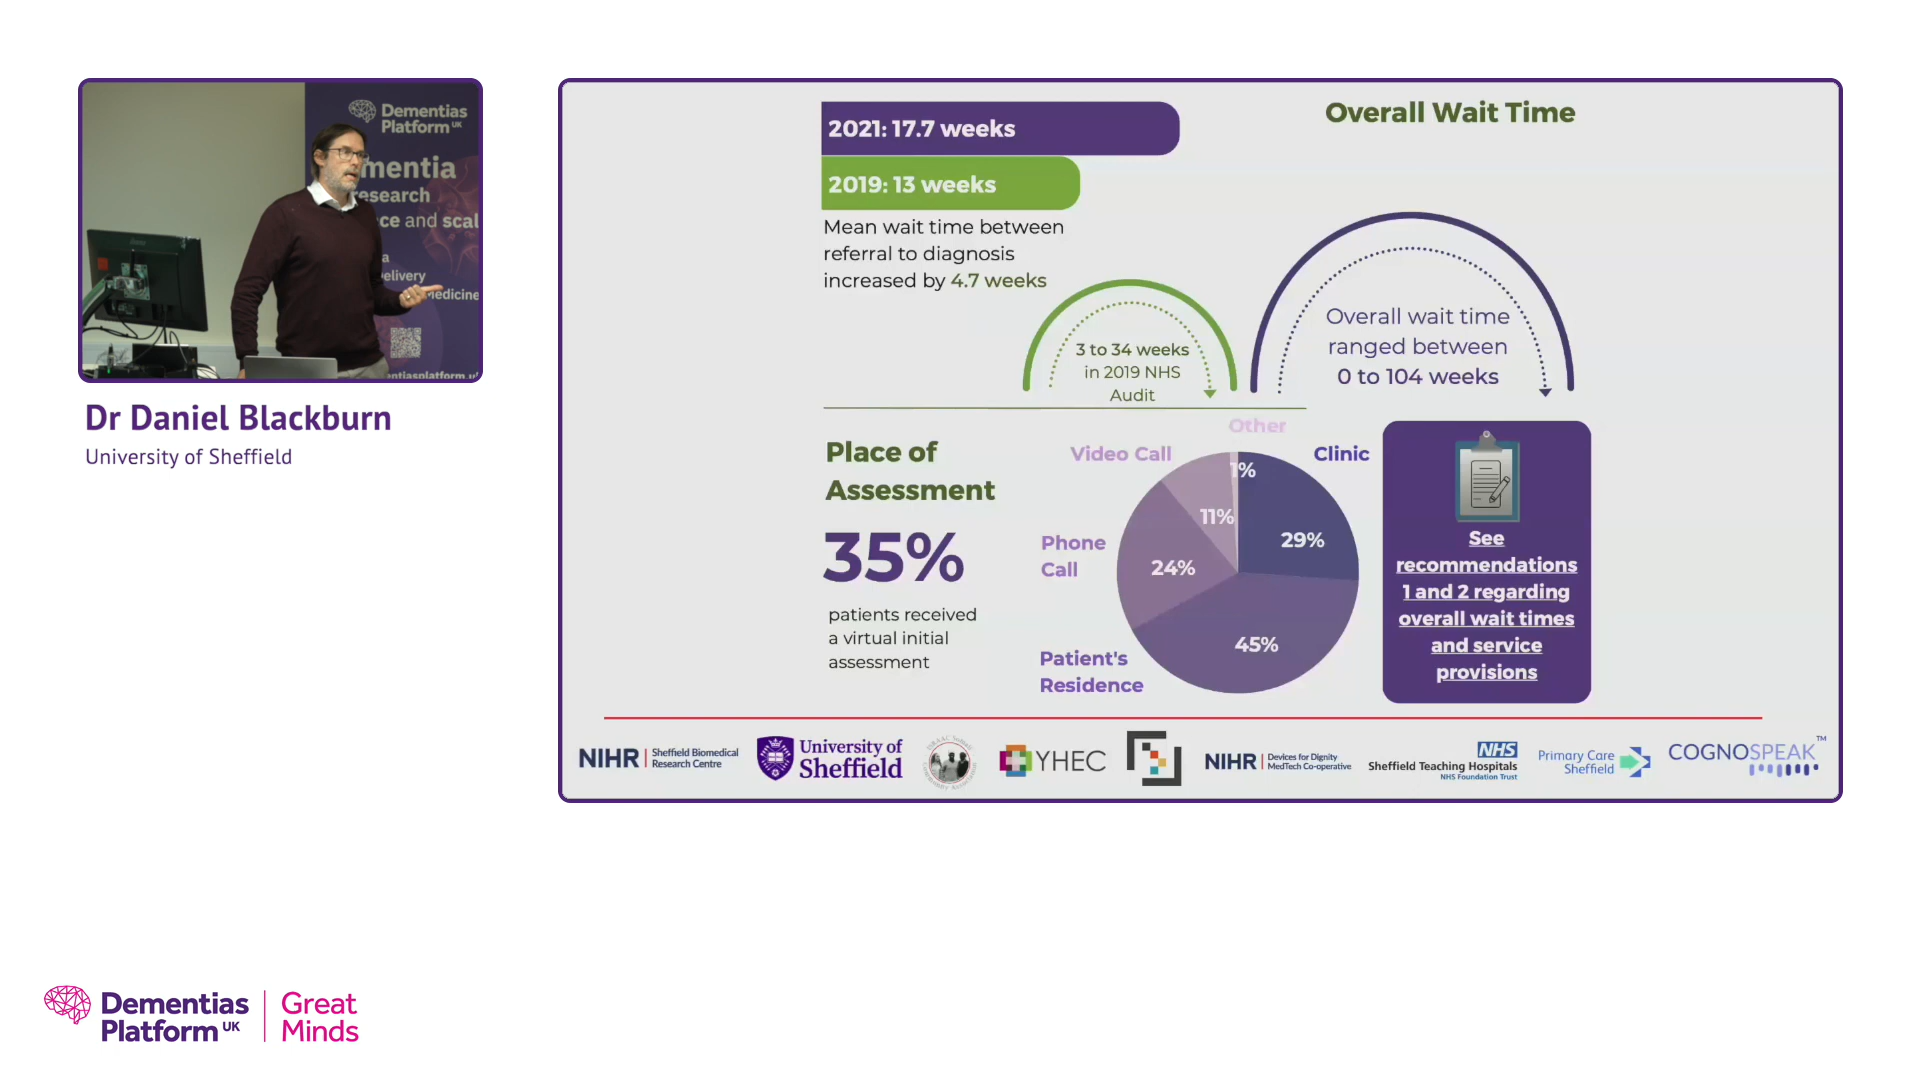 Dementias
Platform UK
mentia
esearch
ce and scal
a
elivery
medicine
ntiasplatform.u
Dr Daniel Blackburn
University of Sheffield
2021: 17.7 weeks
2019: 13 weeks
Mean wait time between
referral to diagnosis
increased by 4.7 weeks
Overall Wait Time
3 to 34 weeks
in 2019 NHS
Audit
Overall wait time
ranged between
0 to 104 weeks
Place of
Assessment
35%
patients received
a virtual initial
assessment
Other
Video Call
Clinic
1%
11%
29%
Phone
Call
24%
45%
Patient's
Residence
See
recommendations
1 and 2 regarding
overall wait times
and service
provisions
NIHR | Sheffield Biomedical
Research Centre
University of
Sheffield
YHEC
NIHR | Devices for Dignity
MedTech Co-operative
NHS
Sheffield Teaching Hospitals
NHS Foundation Trust
Primary Care
Sheffield
COGNOSPEAK™
Dementias
Platform UK
Great
Minds